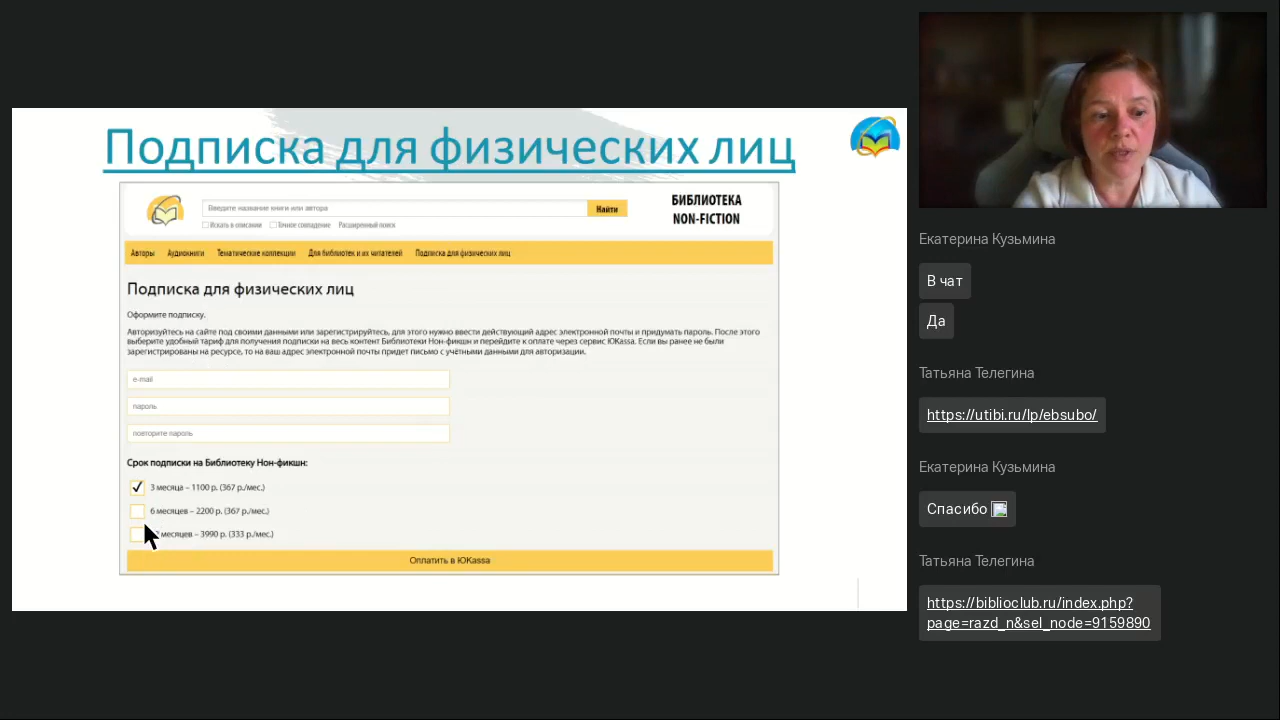 Подписка для физических лиц
Введите название книги или автора
Найти
БИБЛИОТЕКА
NON-FICTION
Искать в описании Точное совпадение Расширенный поиск
Авторы Аудиокниги Тематические коллекции Для библиотек и их читателей Подписка для физических лиц
Подписка для физических лиц
Оформите подписку.
Авторизуйтесь на сайте под своими данными или зарегистрируйтесь, для этого нужно ввести действующий адрес электронной почты и придумать пароль. После этого
выберите удобный тариф для получения подписки на весь контент Библиотеки Нон-фикшн и перейдите к оплате через сервис ЮKassa. Если вы ранее не были
зарегистрированы на ресурсе, то на ваш адрес электронной почты придет письмо с учётными данными для авторизации.
e-mail
пароль
повторите пароль
Срок подписки на Библиотеку Нон-фикшн:
3 месяца – 1100 р. (367 р./мес.)
6 месяцев – 2200 р. (367 р./мес.)
месяцев – 3990 р. (333 р./мес.)
Оплатить в ЮKassa
Екатерина Кузьмина
В чат
Да
Татьяна Телегина
https://utibi.ru/lp/ebsubo/
Екатерина Кузьмина
Спасибо
Татьяна Телегина
https://biblioclub.ru/index.php?
page=razd_n&sel_node=9159890